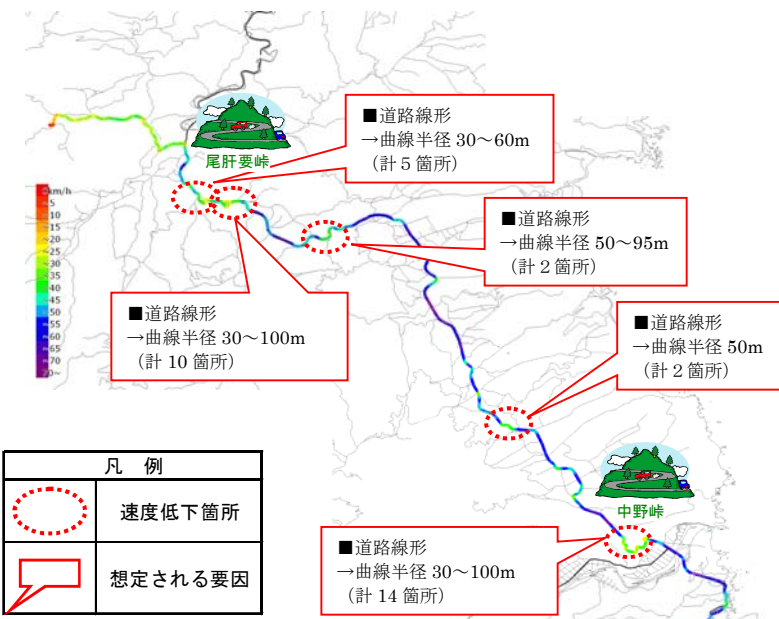 ■道路線形
→曲線半径 30～60m
（計５箇所）
尾肝要峠
km/h
5
10
~15
~20
~25
~30
~35
~40
~45
~50
~55
~60
~65
~70
70~
■道路線形
→曲線半径 50～95m
（計２箇所）
■道路線形
→曲線半径 30～100m
（計 10 箇所）
■道路線形
→曲線半径 50m
（計２箇所）
凡 例
速度低下箇所
想定される要因
中野峠
■道路線形
→曲線半径 30～100m
（計 14 箇所）